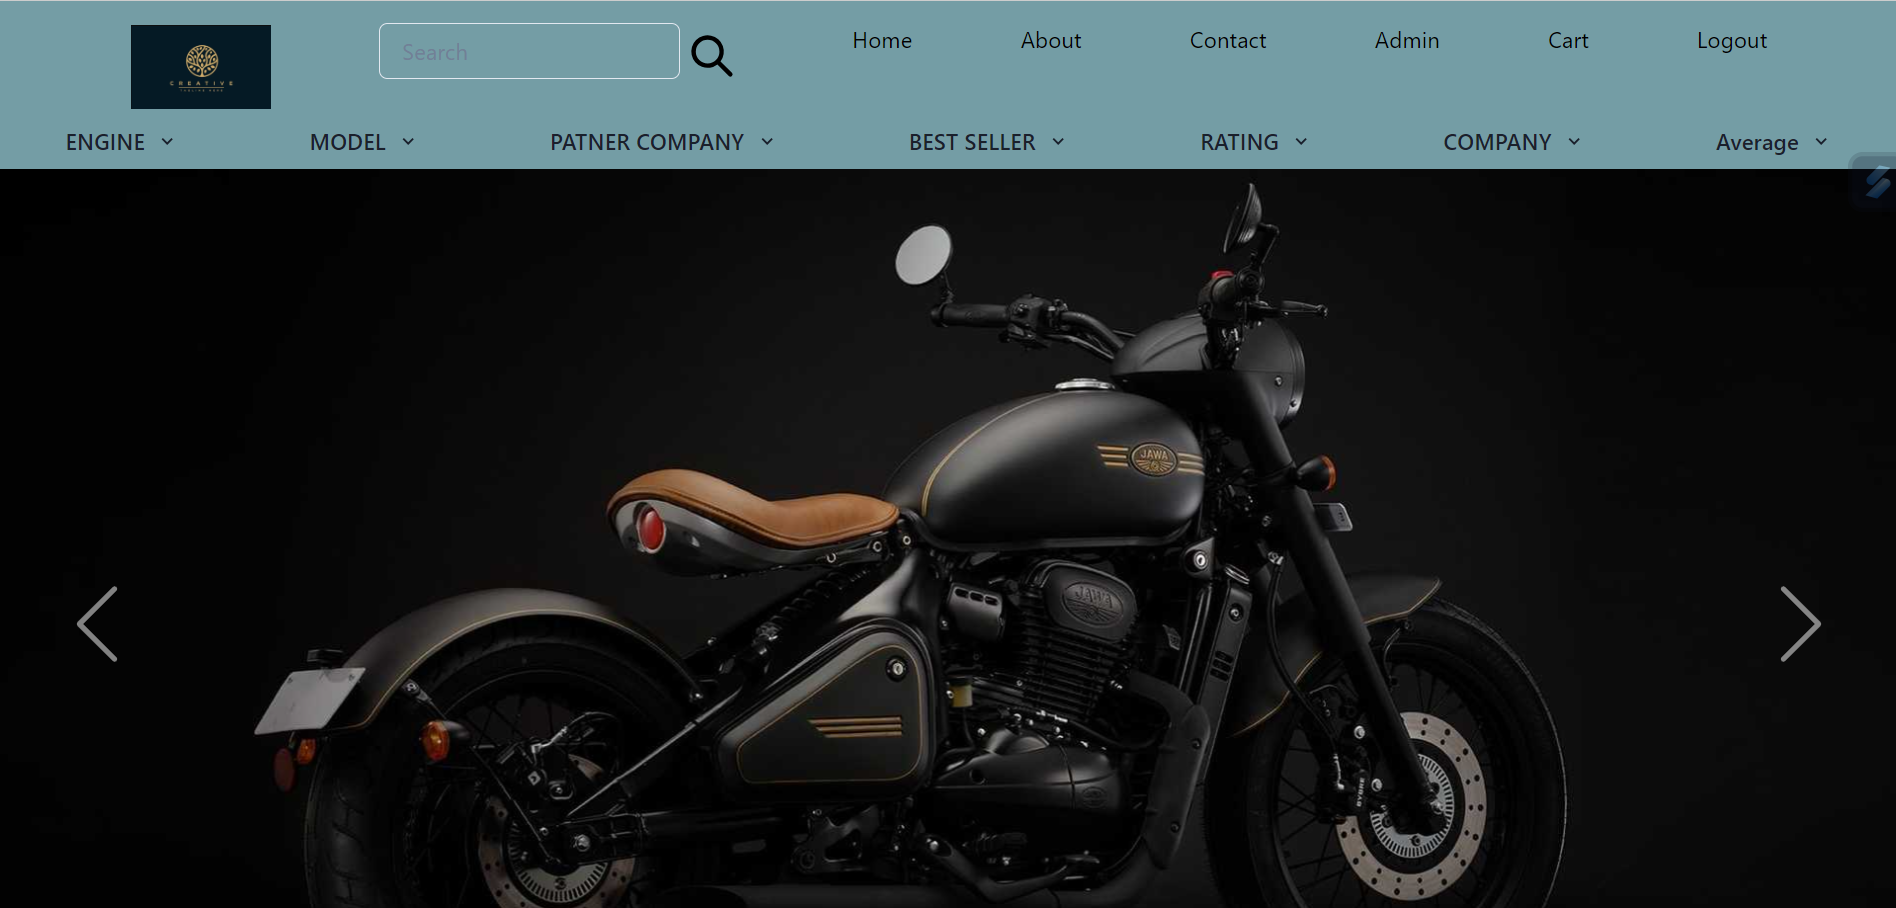 CREATIVE
Search
Home About Contact Admin Cart Logout
ENGINE MODEL PATNER COMPANY BEST SELLER RATING COMPANY Average
JAWA
JAWA
BYBRE